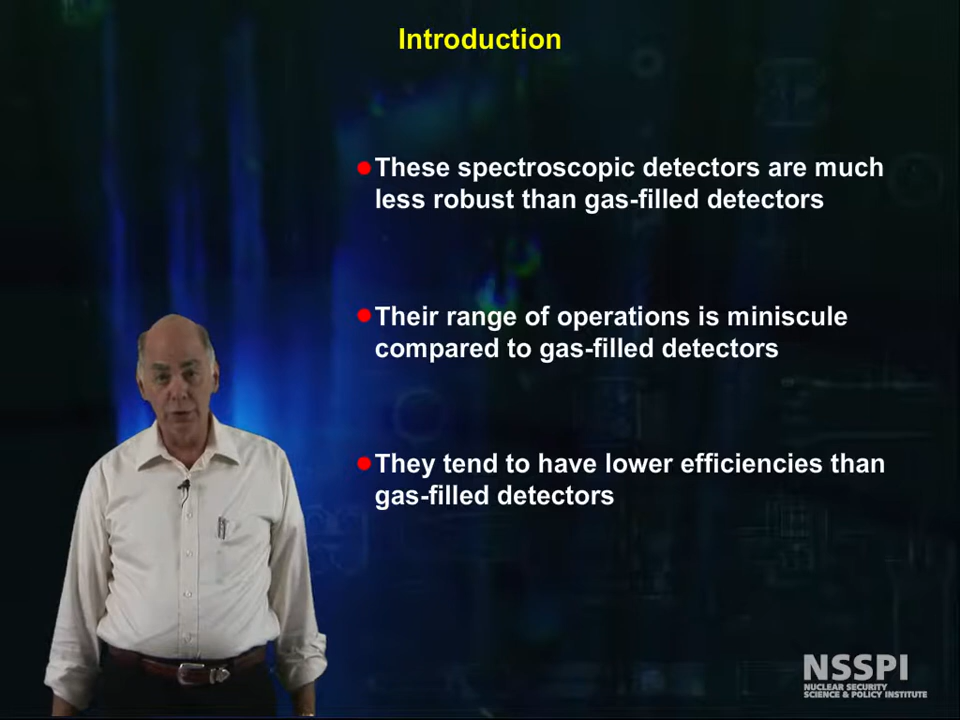 Introduction
These spectroscopic detectors are much
less robust than gas-filled detectors
Their range of operations is miniscule
compared to gas-filled detectors
They tend to have lower efficiencies than
gas-filled detectors
NSSPI
NUCLEAR SECURITY
SCIENCE & POLICY INSTITUTE